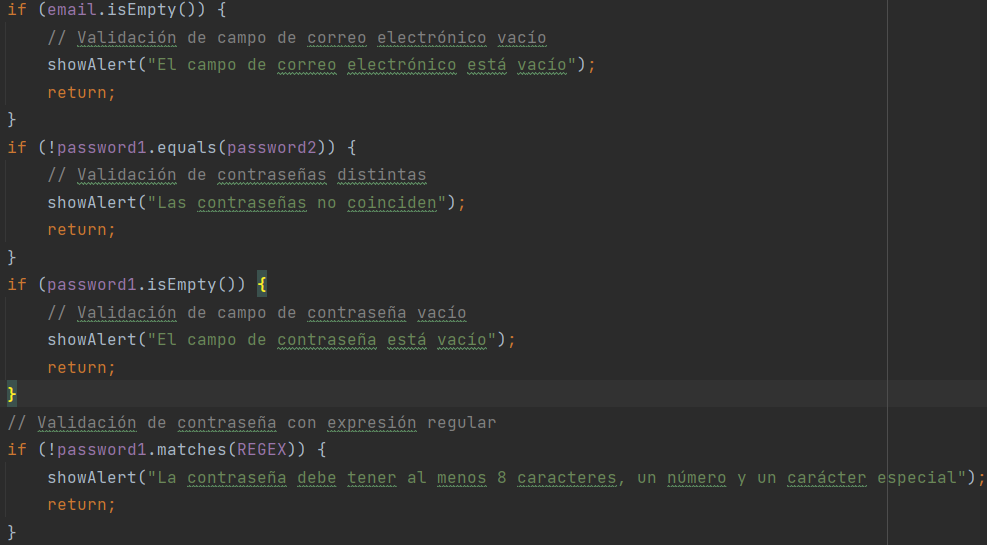 if (email.isEmpty()) {
    // Validación de campo de correo electrónico vacío
    showAlert("El campo de correo electrónico está vacío");
    return;
}
if (!password1.equals(password2)) {
    // Validación de contraseñas distintas
    showAlert("Las contraseñas no coinciden");
    return;
}
if (password1.isEmpty()) {
    // Validación de campo de contraseña vacío
    showAlert("El campo de contraseña está vacío");
    return;
}
// Validación de contraseña con expresión regular
if (!password1.matches(REGEX)) {
    showAlert("La contraseña debe tener al menos 8 caracteres, un número y un carácter especial");
    return;
}